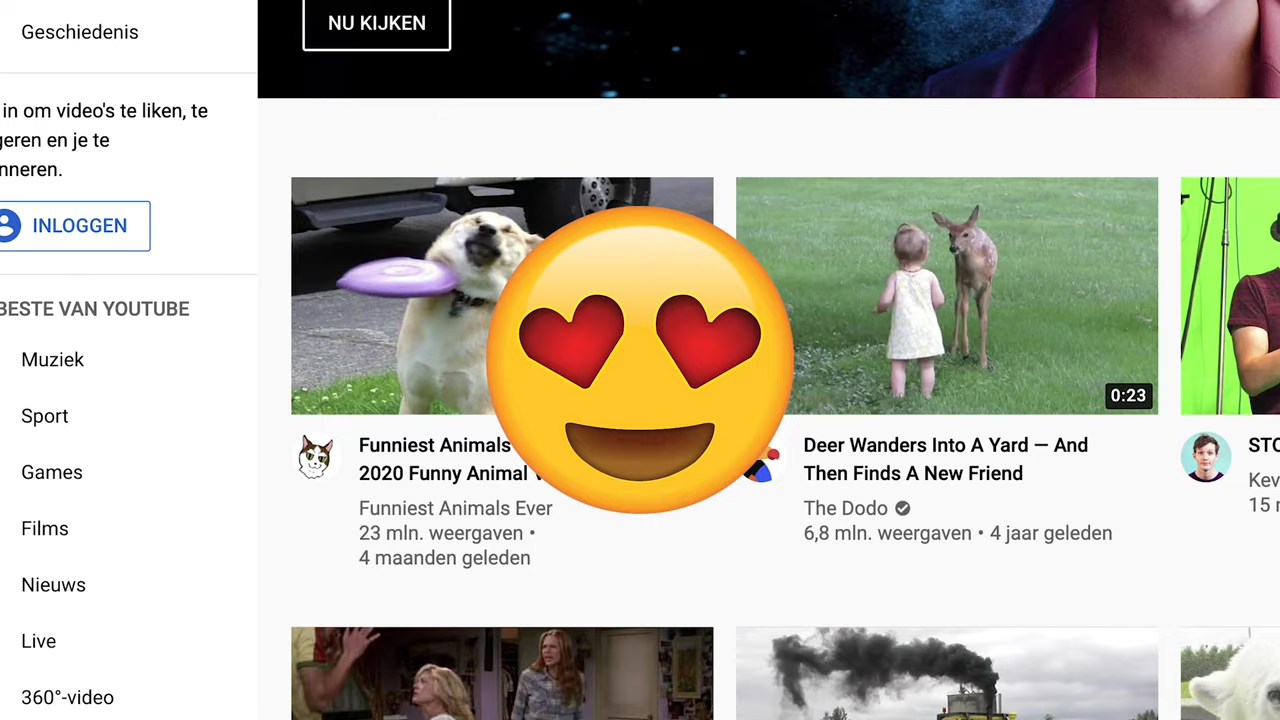 Geschiedenis
NU KIJKEN
in om video's te liken, te
geren en je te
nneren.
INLOGGEN
BESTE VAN YOUTUBE
Muziek
Sport
Games
Films
Nieuws
Live
360°-video
0:23
Funniest Animals
2020 Funny Animal
Funniest Animals Ever
23 mln. weergaven •
4 maanden geleden
Deer Wanders Into A Yard — And
Then Finds A New Friend
The Dodo
6,8 mln. weergaven • 4 jaar geleden
STO
Kev
15 m